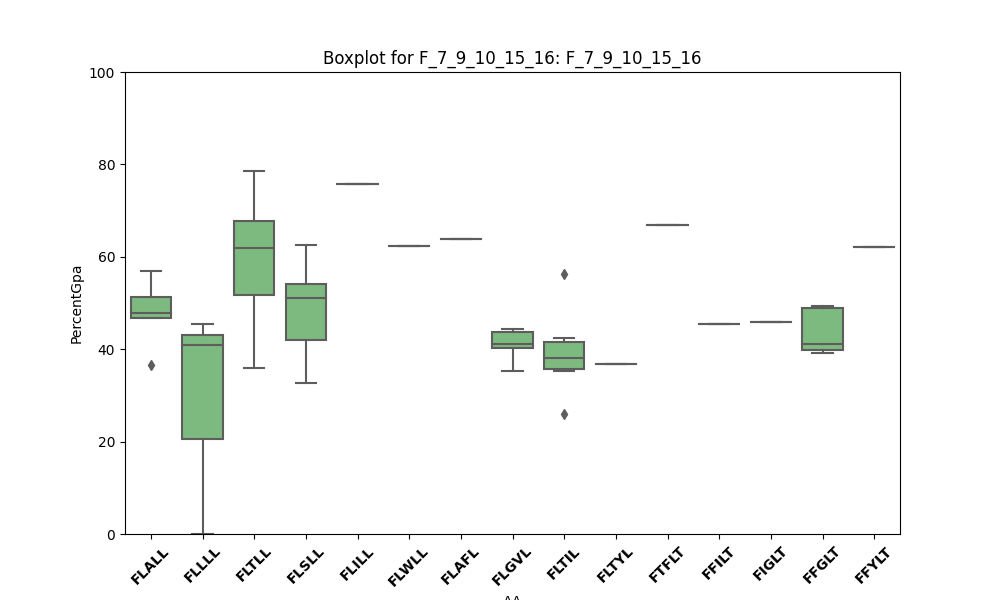 Boxplot for F_7_9_10_15_16: F_7_9_10_15_16
100
80
60
40
20
0
PercentGpa
FLALL
FLLLL
FLTLL
FLSLL
FLILL
FLWLL
FLAFL
FLGVL
FLTIL
FLTYL
FTFLT
FFILT
FIGLT
FFGLT
FFYLT
AA